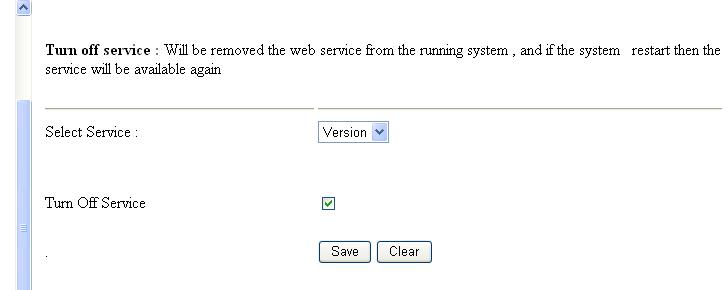 Turn off service : Will be removed the web service from the running system , and if the system restart then the
service will be available again
Select Service :
Version
Turn Off Service
.
Save Clear